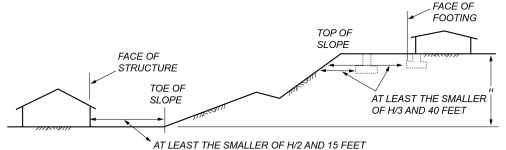 FACE OF
FOOTING
TOP OF
SLOPE
FACE OF
STRUCTURE
TOE OF
SLOPE
H
AT LEAST THE SMALLER
OF H/3 AND 40 FEET
AT LEAST THE SMALLER OF H/2 AND 15 FEET